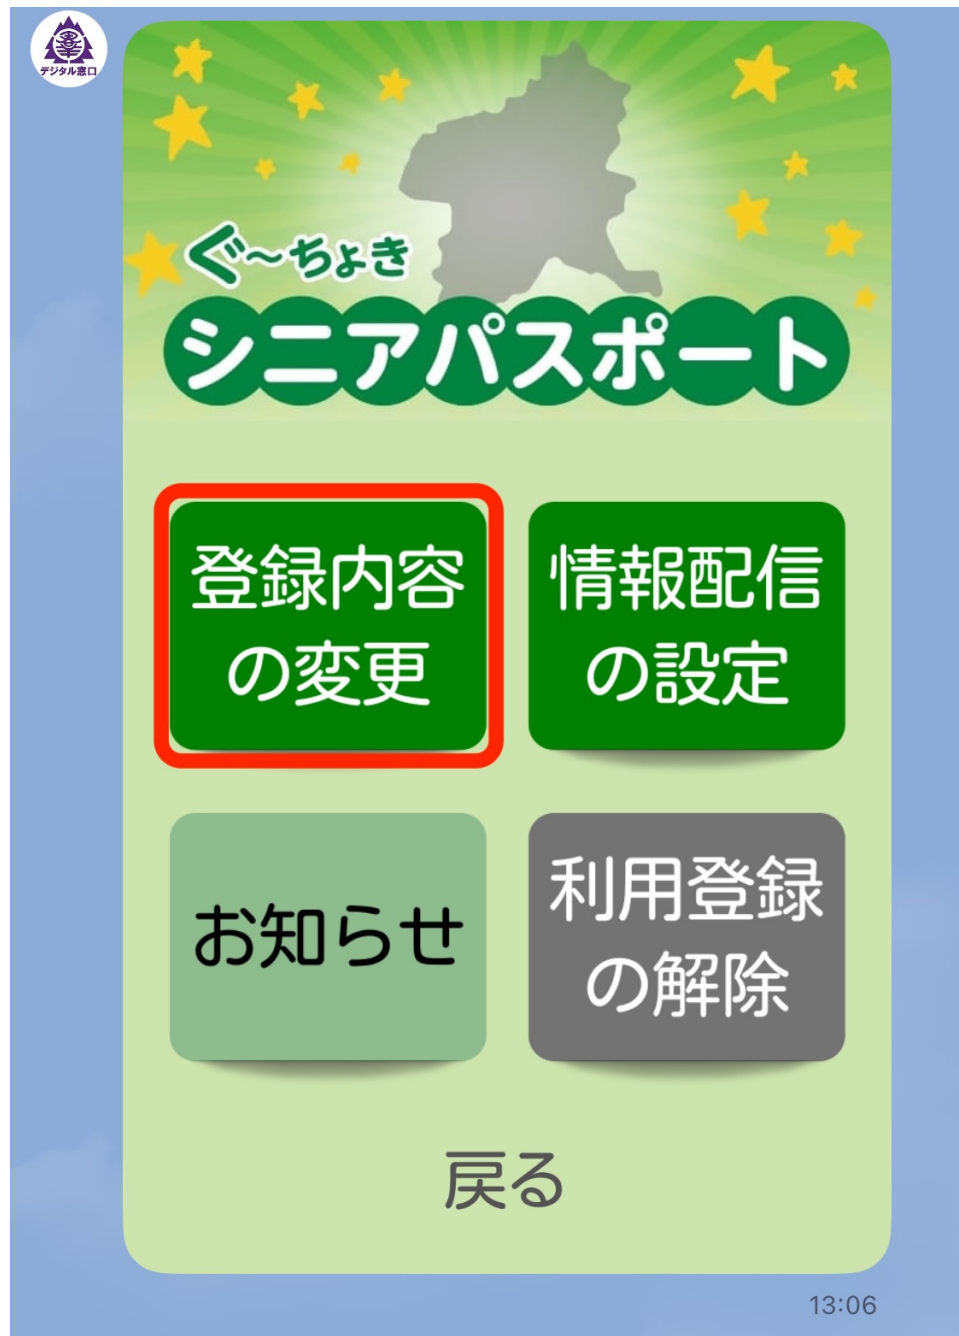 デジタル窓口
ぐ～ちょき
シニアパスポート
登録内容
の変更
情報配信
の設定
お知らせ
利用登録
の解除
戻る
13:06